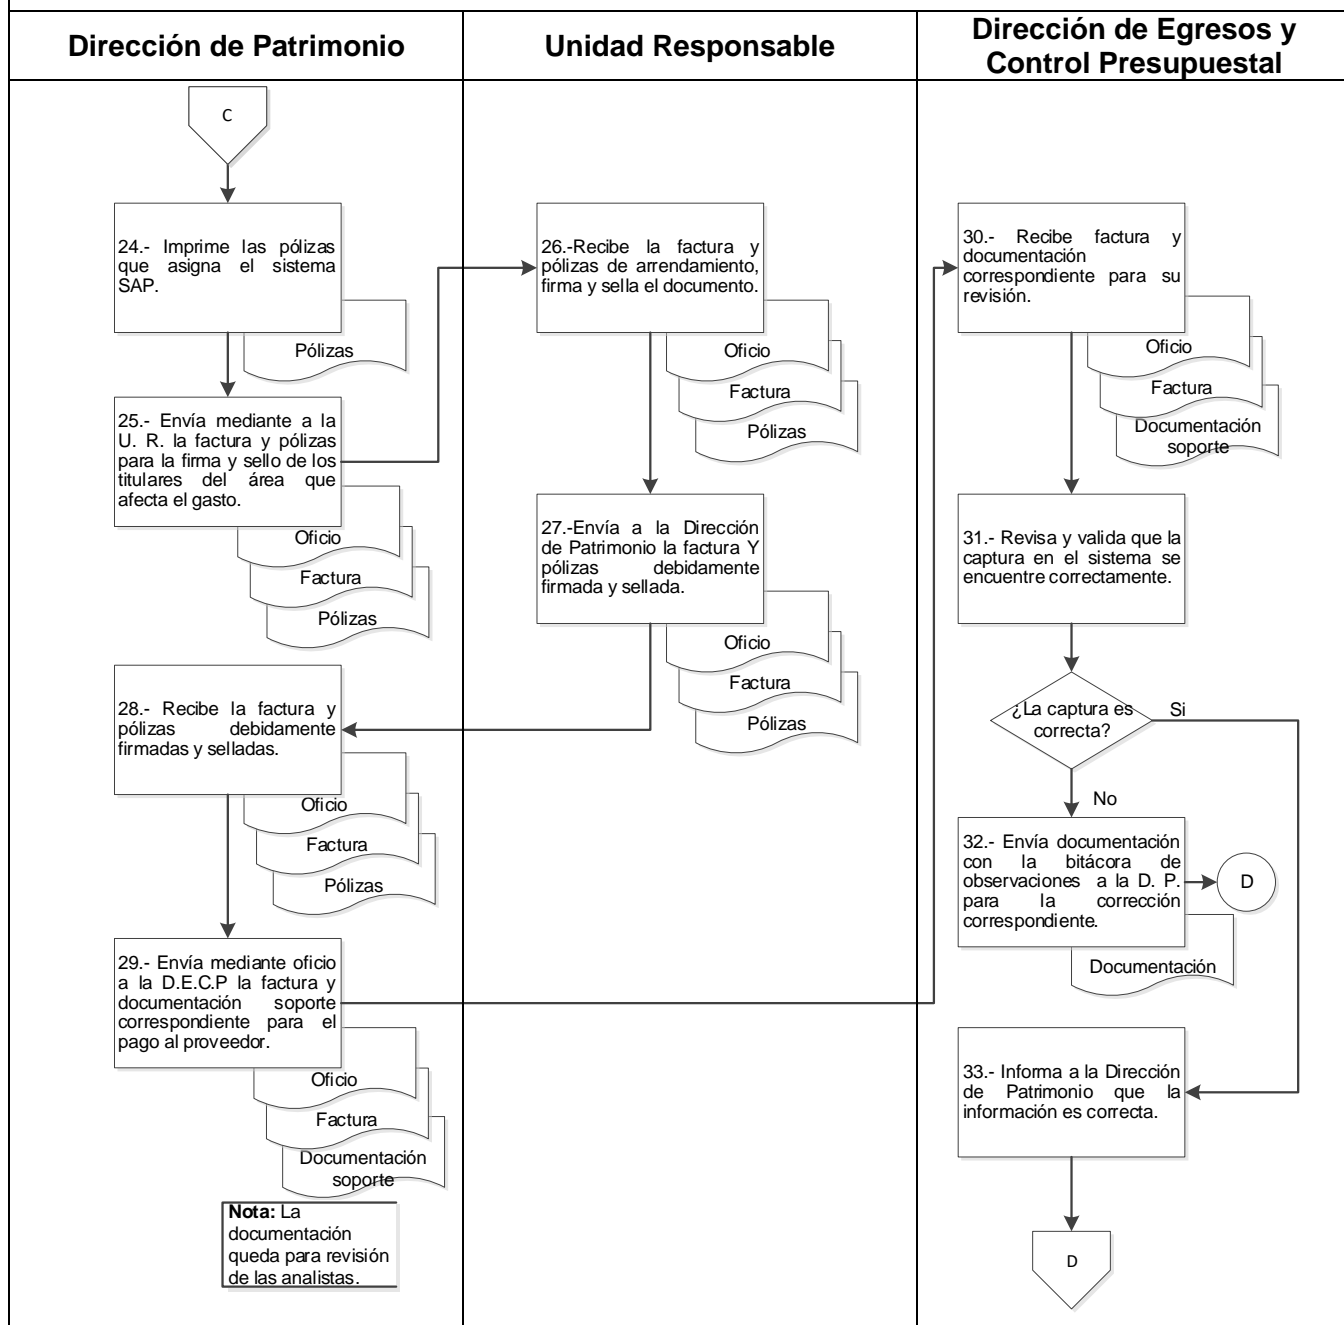 Dirección de Patrimonio
Unidad Responsable
Dirección de Egresos y
Control Presupuestal
C
24.- Imprime las pólizas
que asigna el sistema
SAP.
Pólizas
25.- Envía mediante a la
U. R. la factura y pólizas
para la firma y sello de los
titulares del área que
afecta el gasto.
Oficio
Factura
Pólizas
28.- Recibe la factura y
pólizas debidamente
firmadas y selladas.
Oficio
Factura
Pólizas
29.- Envía mediante oficio
a la D.E.C.P la factura y
documentación soporte
correspondiente para el
pago al proveedor.
Oficio
Factura
Documentación
soporte
Nota: La
documentación
queda para revisión
de las analistas.
26.-Recibe la factura y
pólizas de arrendamiento,
firma y sella el documento.
Oficio
Factura
Pólizas
27.-Envía a la Dirección
de Patrimonio la factura Y
pólizas debidamente
firmada y sellada.
Oficio
Factura
Pólizas
30.- Recibe factura y
documentación
correspondiente para su
revisión.
Oficio
Factura
Documentación
soporte
31.- Revisa y valida que la
captura en el sistema se
encuentre correctamente.
¿La captura es
correcta?
Si
No
32.- Envía documentación
con la bitácora de
observaciones a la D. P.
para la corrección
correspondiente.
D
Documentación
33.- Informa a la Dirección
de Patrimonio que la
información es correcta.
D